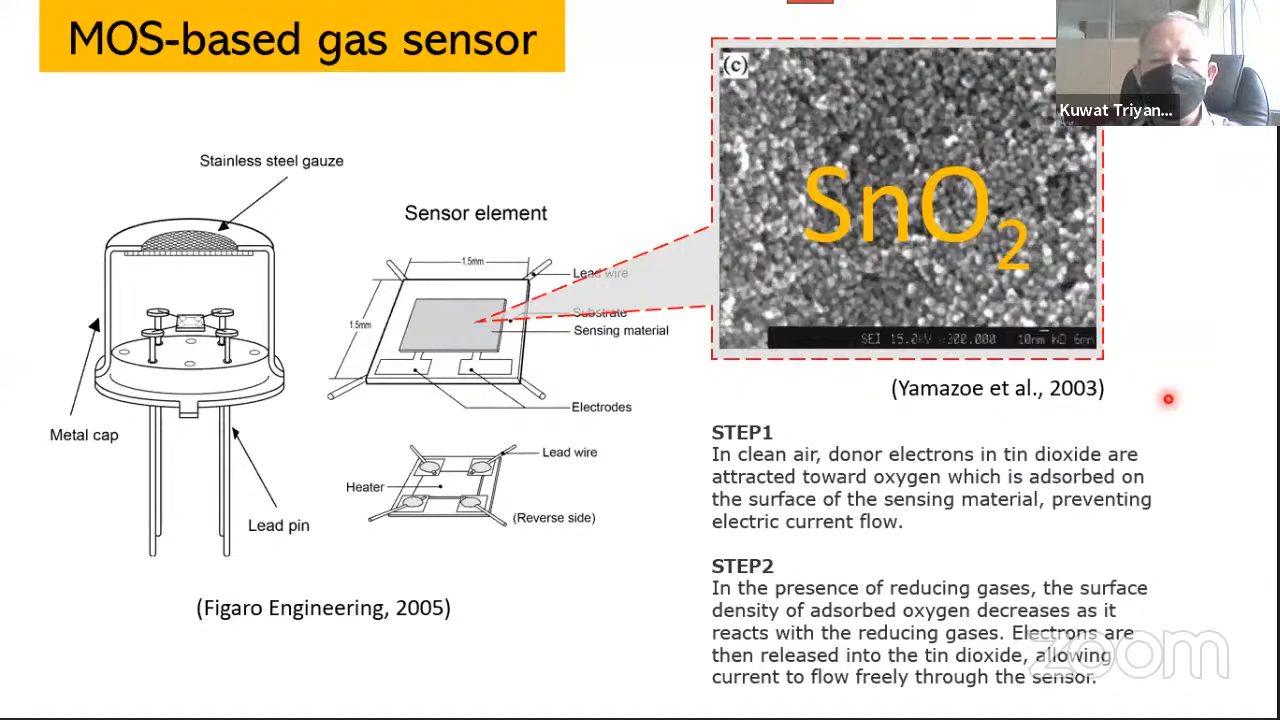 MOS-based gas sensor
Stainless steel gauze
Sensor element
1.5mm
Lead wire
1.5mm
Substrate
Sensing material
Electrodes
Metal cap
Lead wire
Heater
(Reverse side)
Lead pin
(Figaro Engineering, 2005)
(c)
SnO2
SEI 15.0kV ×300.000 10nm WD 6mm
Kuwat Triyan...
(Yamazoe et al., 2003)
STEP1
In clean air, donor electrons in tin dioxide are
attracted toward oxygen which is adsorbed on
the surface of the sensing material, preventing
electric current flow.
STEP2
In the presence of reducing gases, the surface
density of adsorbed oxygen decreases as it
reacts with the reducing gases. Electrons are
then released into the tin dioxide, allowing
current to flow freely through the sensor.
zoom